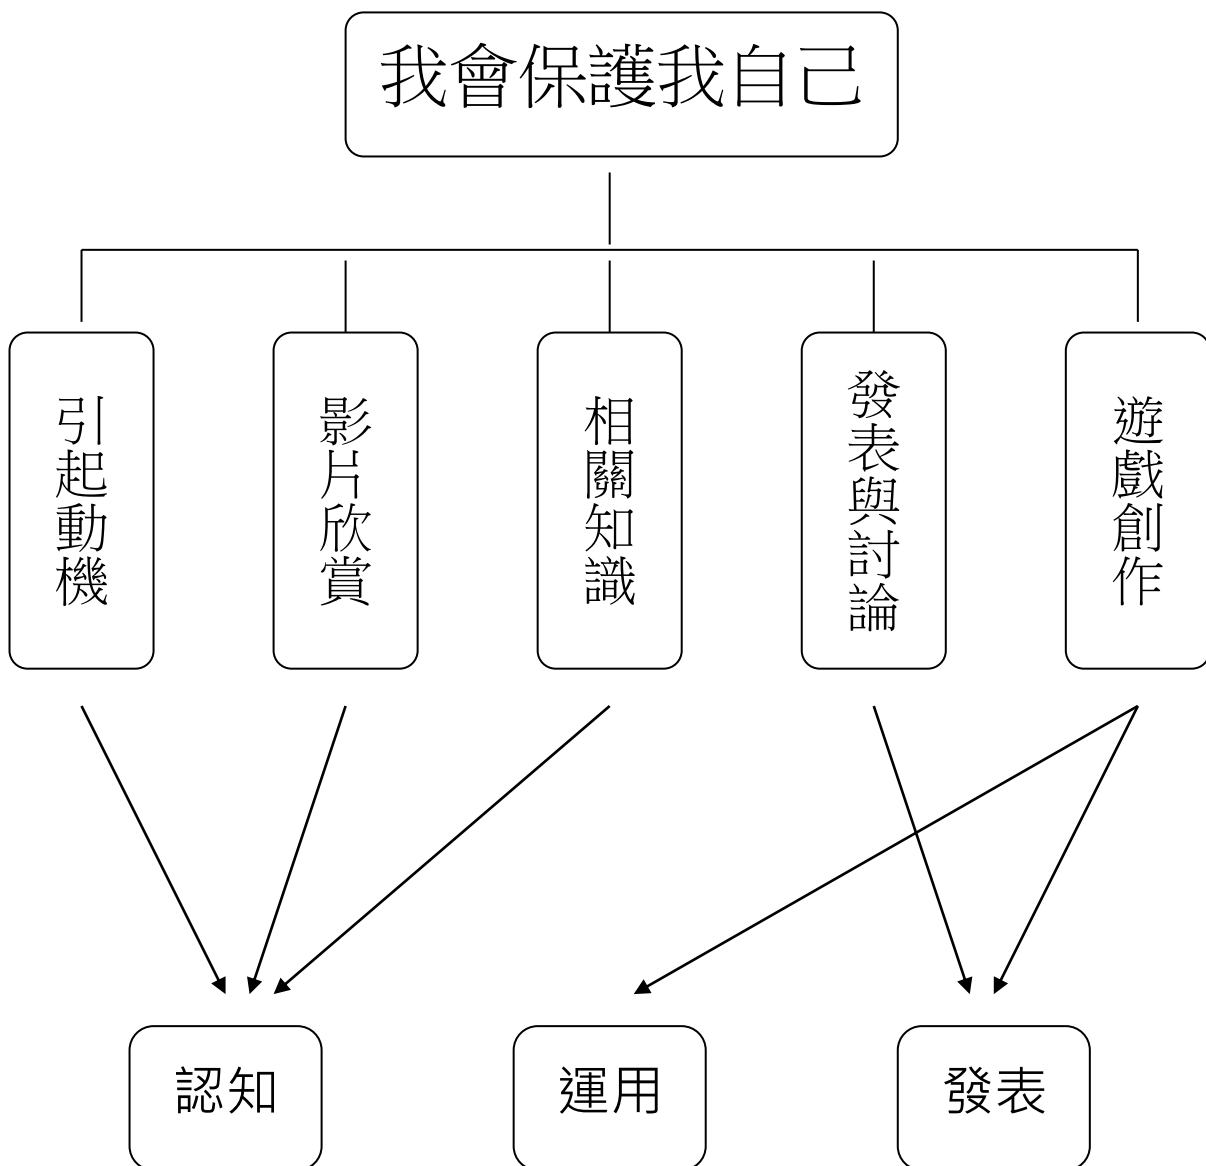 我會保護我自己
引起動機
影片欣賞
相關知識
發表與討論
遊戲創作
認知
運用
發表